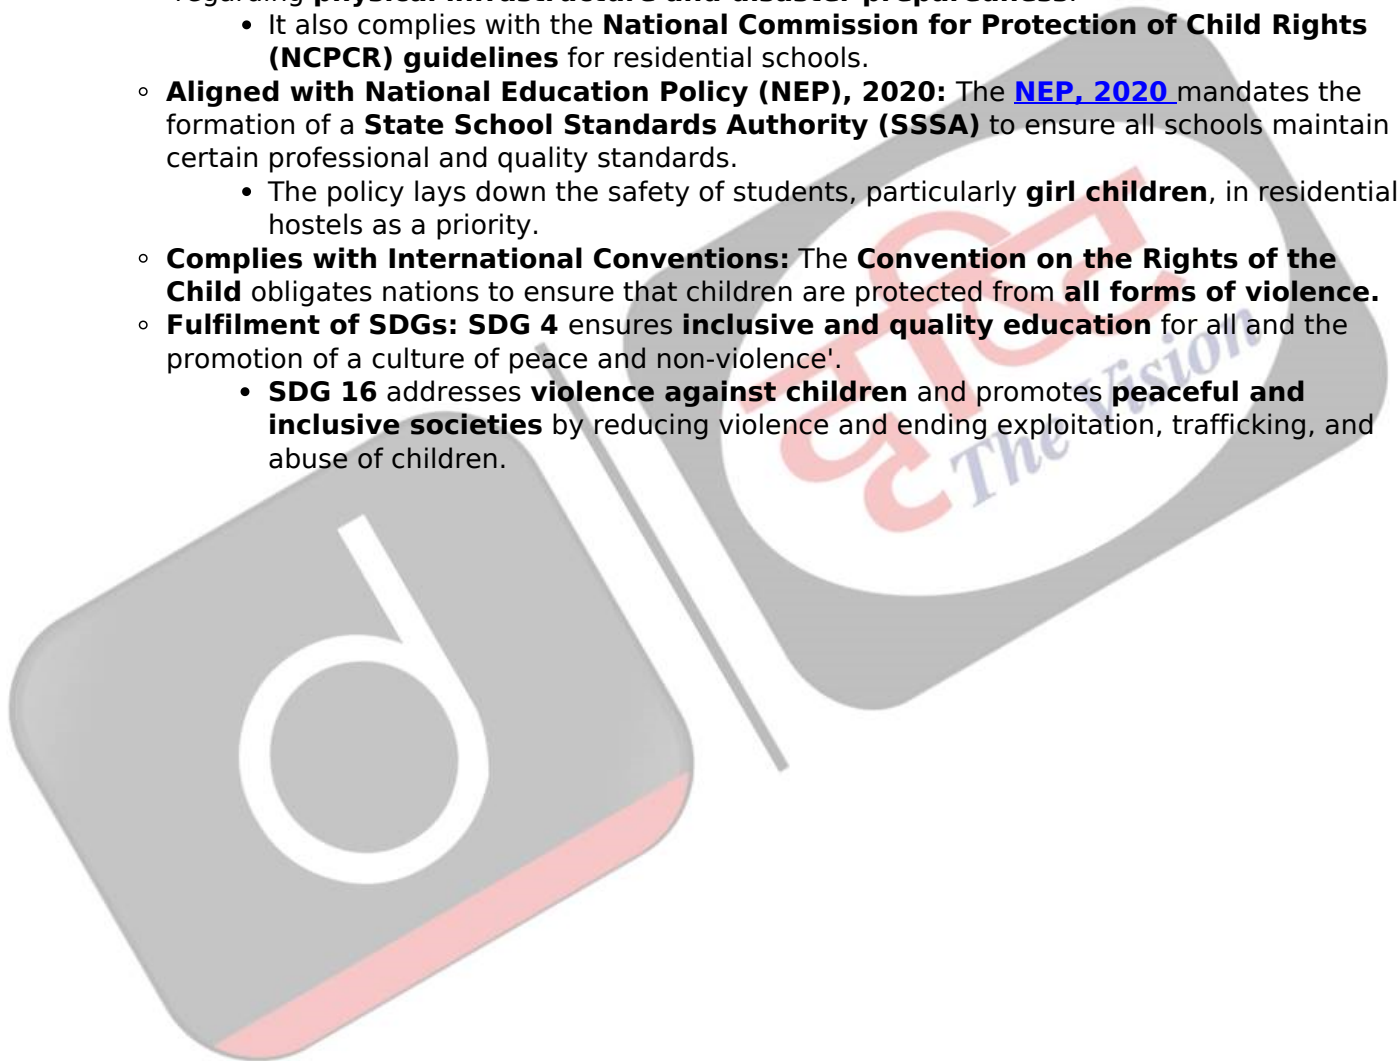 regarding physical infrastructure and disaster preparedness.
• It also complies with the National Commission for Protection of Child Rights
(NCPCR) guidelines for residential schools.
◦ Aligned with National Education Policy (NEP), 2020: The NEP, 2020 mandates the
formation of a State School Standards Authority (SSSA) to ensure all schools maintain
certain professional and quality standards.
• The policy lays down the safety of students, particularly girl children, in residential
hostels as a priority.
◦ Complies with International Conventions: The Convention on the Rights of the
Child obligates nations to ensure that children are protected from all forms of violence.
◦ Fulfilment of SDGs: SDG 4 ensures inclusive and quality education for all and the
promotion of a culture of peace and non-violence'.
• SDG 16 addresses violence against children and promotes peaceful and
inclusive societies by reducing violence and ending exploitation, trafficking, and
abuse of children.
d
दृष्टि
The Vision